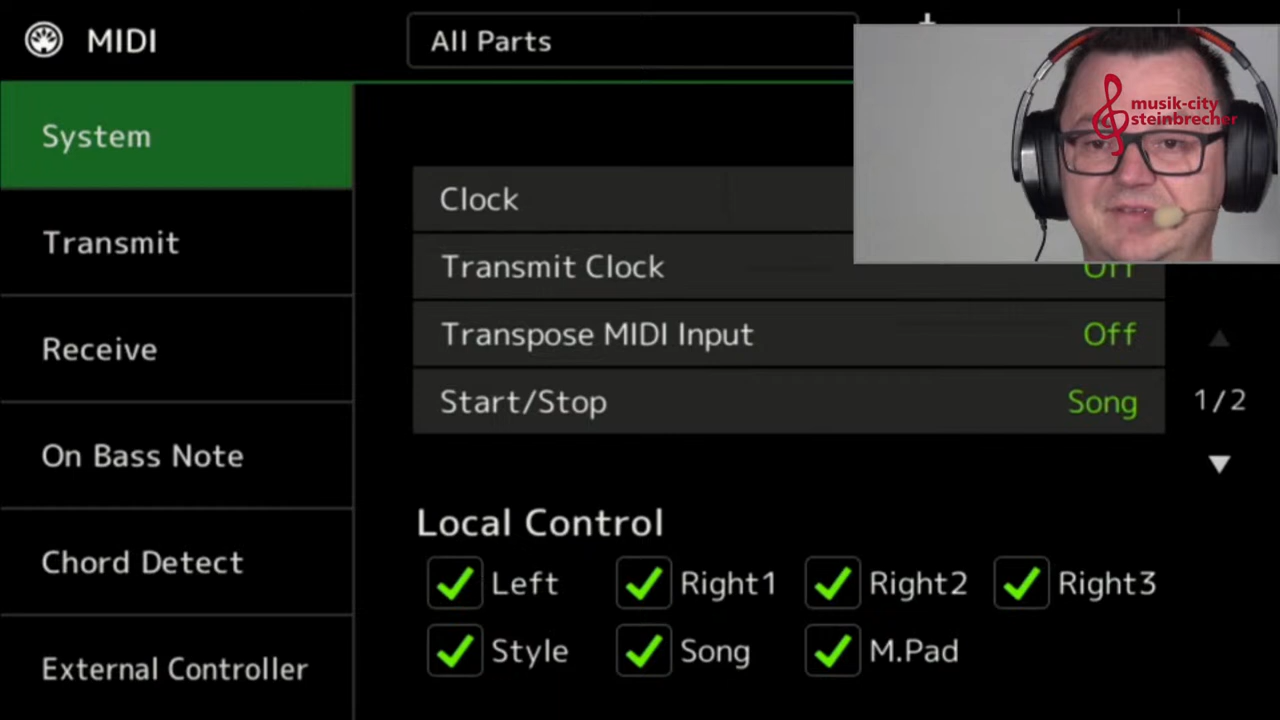 MIDI
All Parts
musik-city
steinbrecher
System
Transmit
Receive
On Bass Note
Chord Detect
External Controller
Clock
Transmit Clock Off
Transpose MIDI Input Off
Start/Stop Song
1/2
Local Control
Left Right1 Right2 Right3
Style Song M.Pad